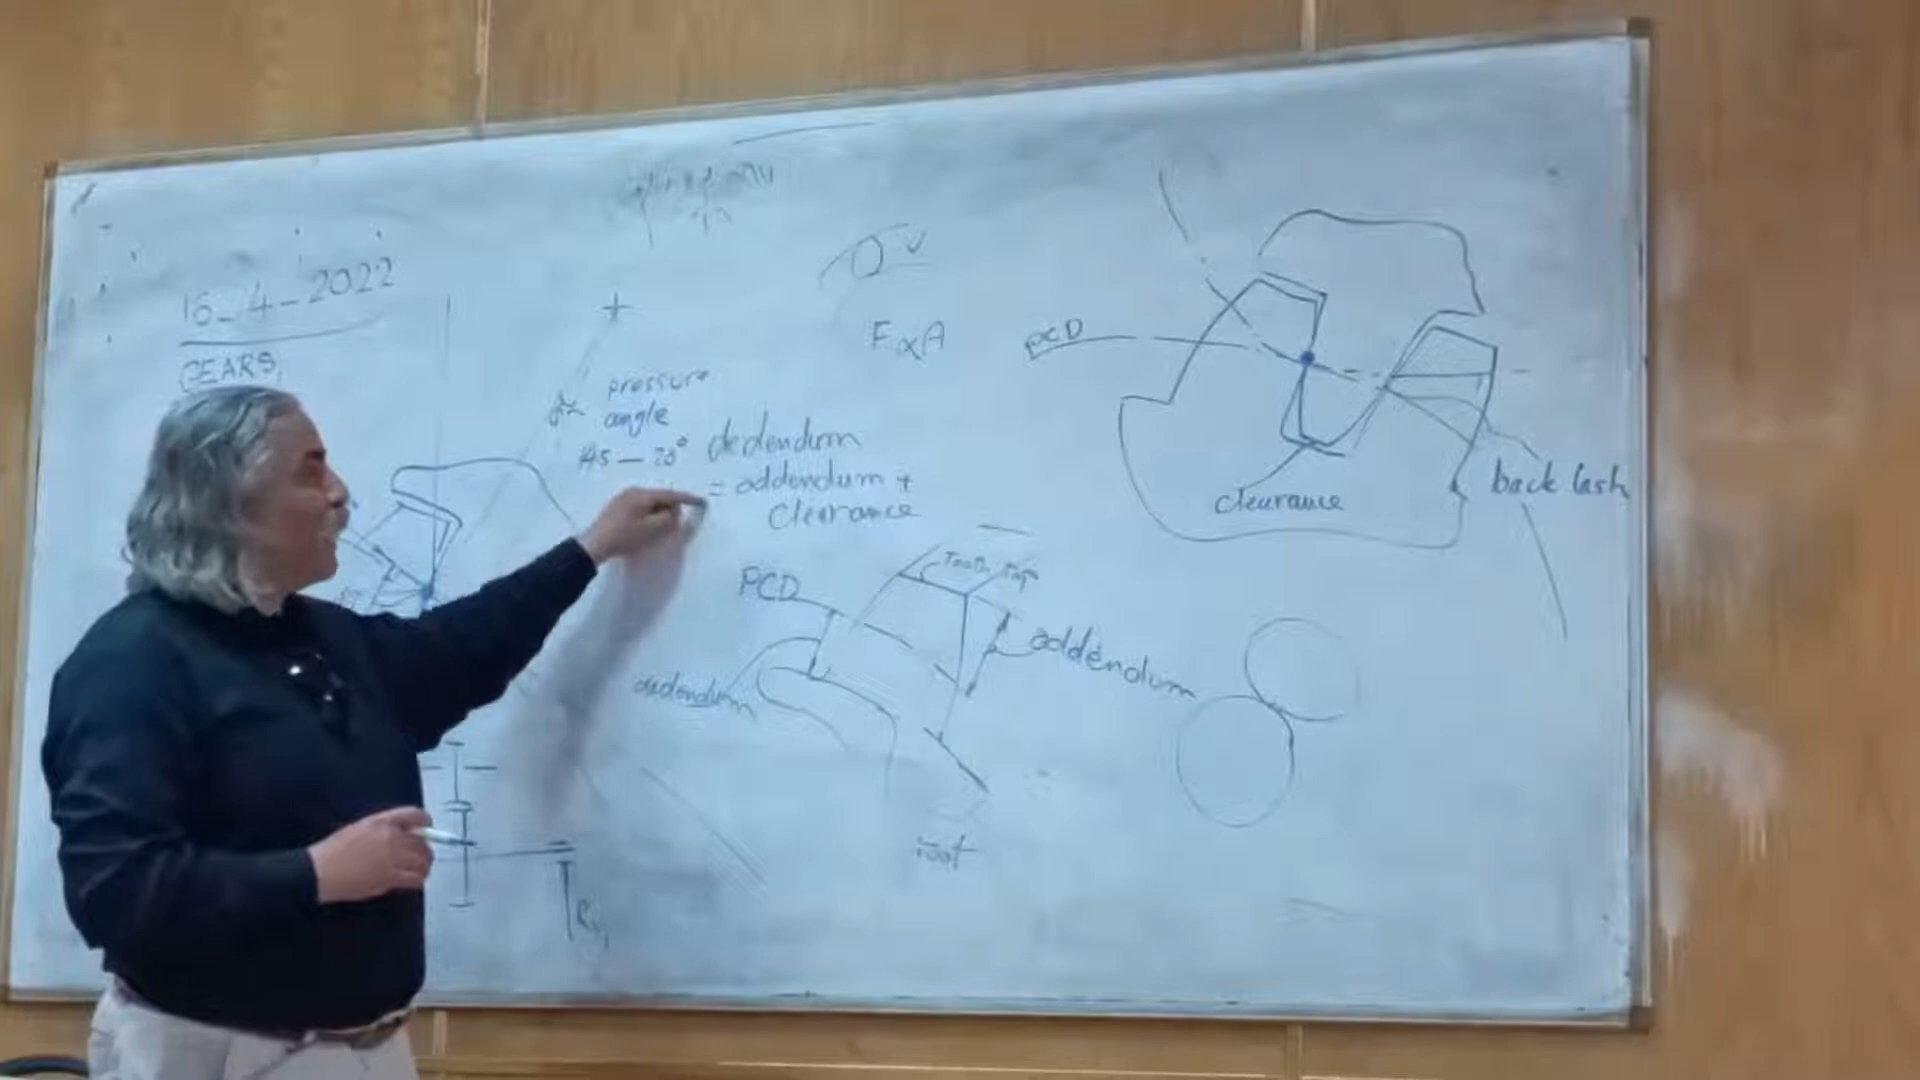 16-4-2022
GEARS,
pressure
angle
dedendum
= addendum +
clearance
F α A
PCD
clearance
back lash
PCD
Tooth Top
addendum
dedendum
root